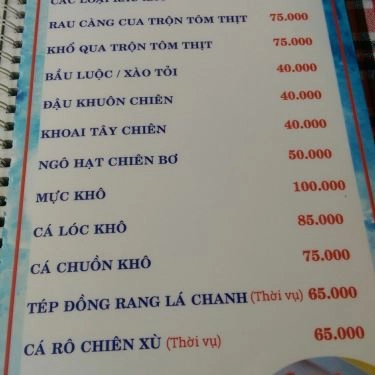 RAU CÀNG CUA TRỘN TÔM THỊT 75.000
KHỔ QUA TRỘN TÔM THỊT 75.000
BẦU LUỘC / XÀO TỎI 40.000
ĐẬU KHUÔN CHIÊN 40.000
KHOAI TÂY CHIÊN 40.000
NGÔ HẠT CHIÊN BƠ 50.000
MỰC KHÔ 100.000
CÁ LÓC KHÔ 85.000
CÁ CHUỒN KHÔ 75.000
TÉP ĐỒNG RANG LÁ CHANH (Thời vụ) 65.000
CÁ RÔ CHIÊN XÙ (Thời vụ) 65.000